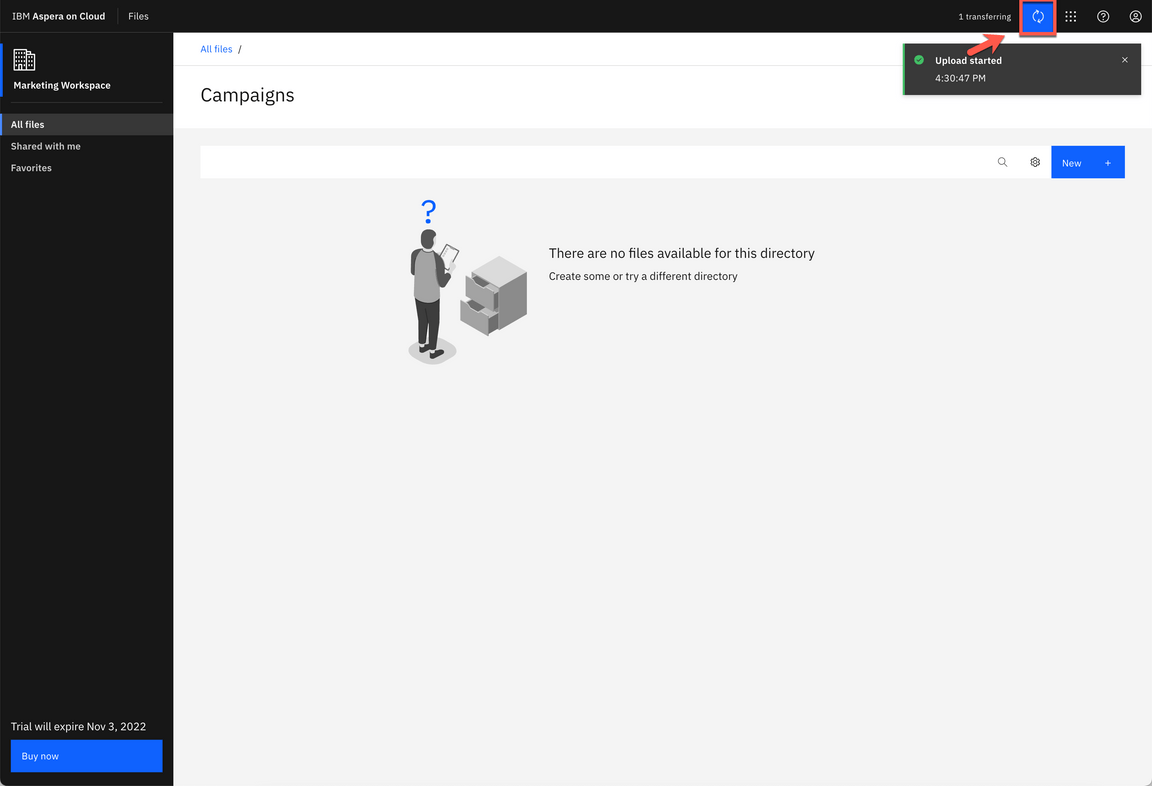 IBM Aspera on Cloud Files 1 transferring
Marketing Workspace
All files
Shared with me
Favorites
Trial will expire Nov 3, 2022
Buy now
All files /
Campaigns
Upload started
4:30:47 PM
New +
?
There are no files available for this directory
Create some or try a different directory